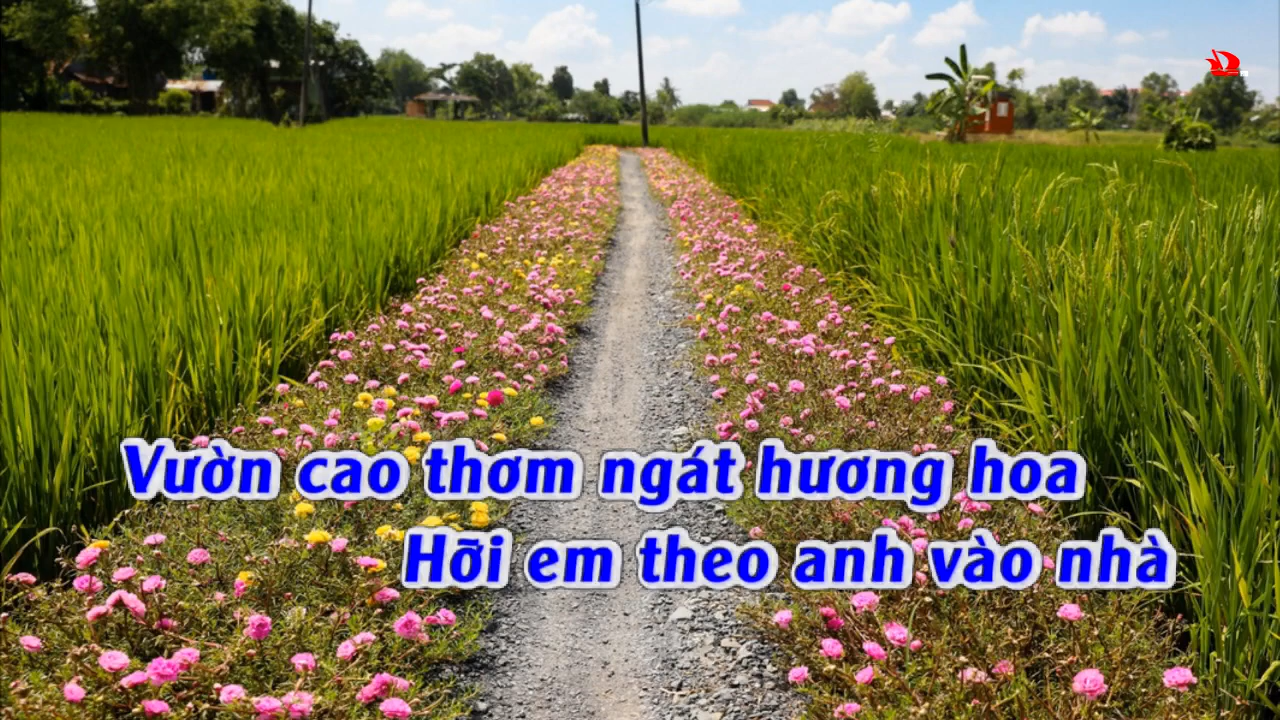 Vườn cao thơm ngát hương hoa
Hỡi em theo anh vào nhà